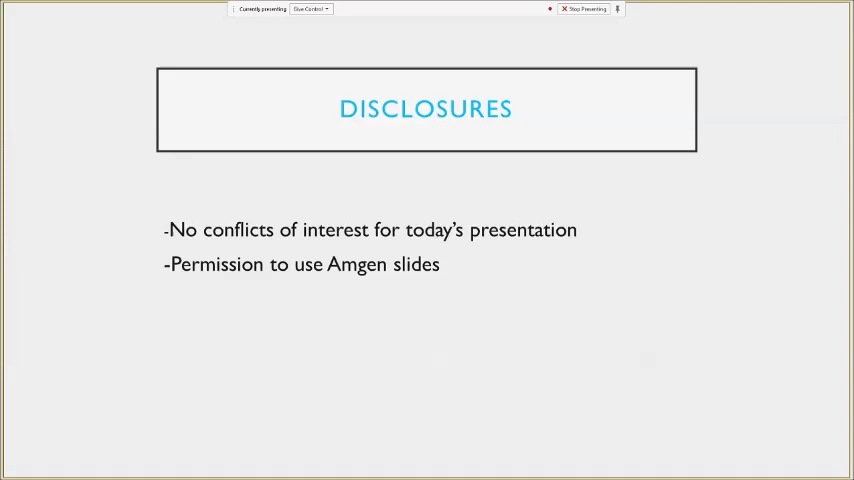 Currently presenting Give Control Stop Presenting
DISCLOSURES
-No conflicts of interest for today's presentation
-Permission to use Amgen slides